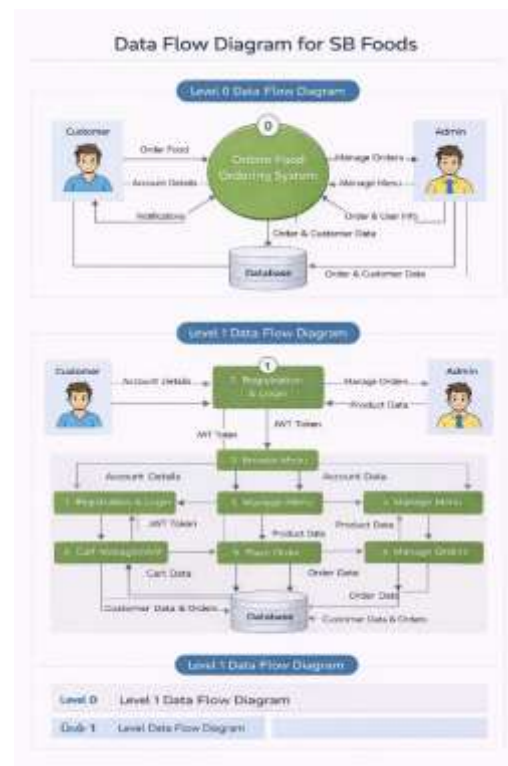 Data Flow Diagram for SB Foods
Level 0 Data Flow Diagram
0
Customer
Admin
Order Food
Online Food
Ordering System
Manage Orders
Account Details
Manage Menu
Notifications
Order & User Info
Order & Customer Data
Database
Order & Customer Data
Level 1 Data Flow Diagram
1
Customer
Admin
Account Details
Registration
& Login
Manage Orders
Product Data
JWT Token
JWT Token
Browse Menu
Account Details
Account Data
Registration & Login
Manage Menu
Manage Menu
JWT Token
Product Data
Product Data
Cart Management
Place Order
Manage Orders
Cart Data
Order Data
Order Data
Customer Data & Orders
Database
Customer Data & Orders
Level 1 Data Flow Diagram
Level 0 Level 1 Data Flow Diagram
1 Level Data Flow Diagram